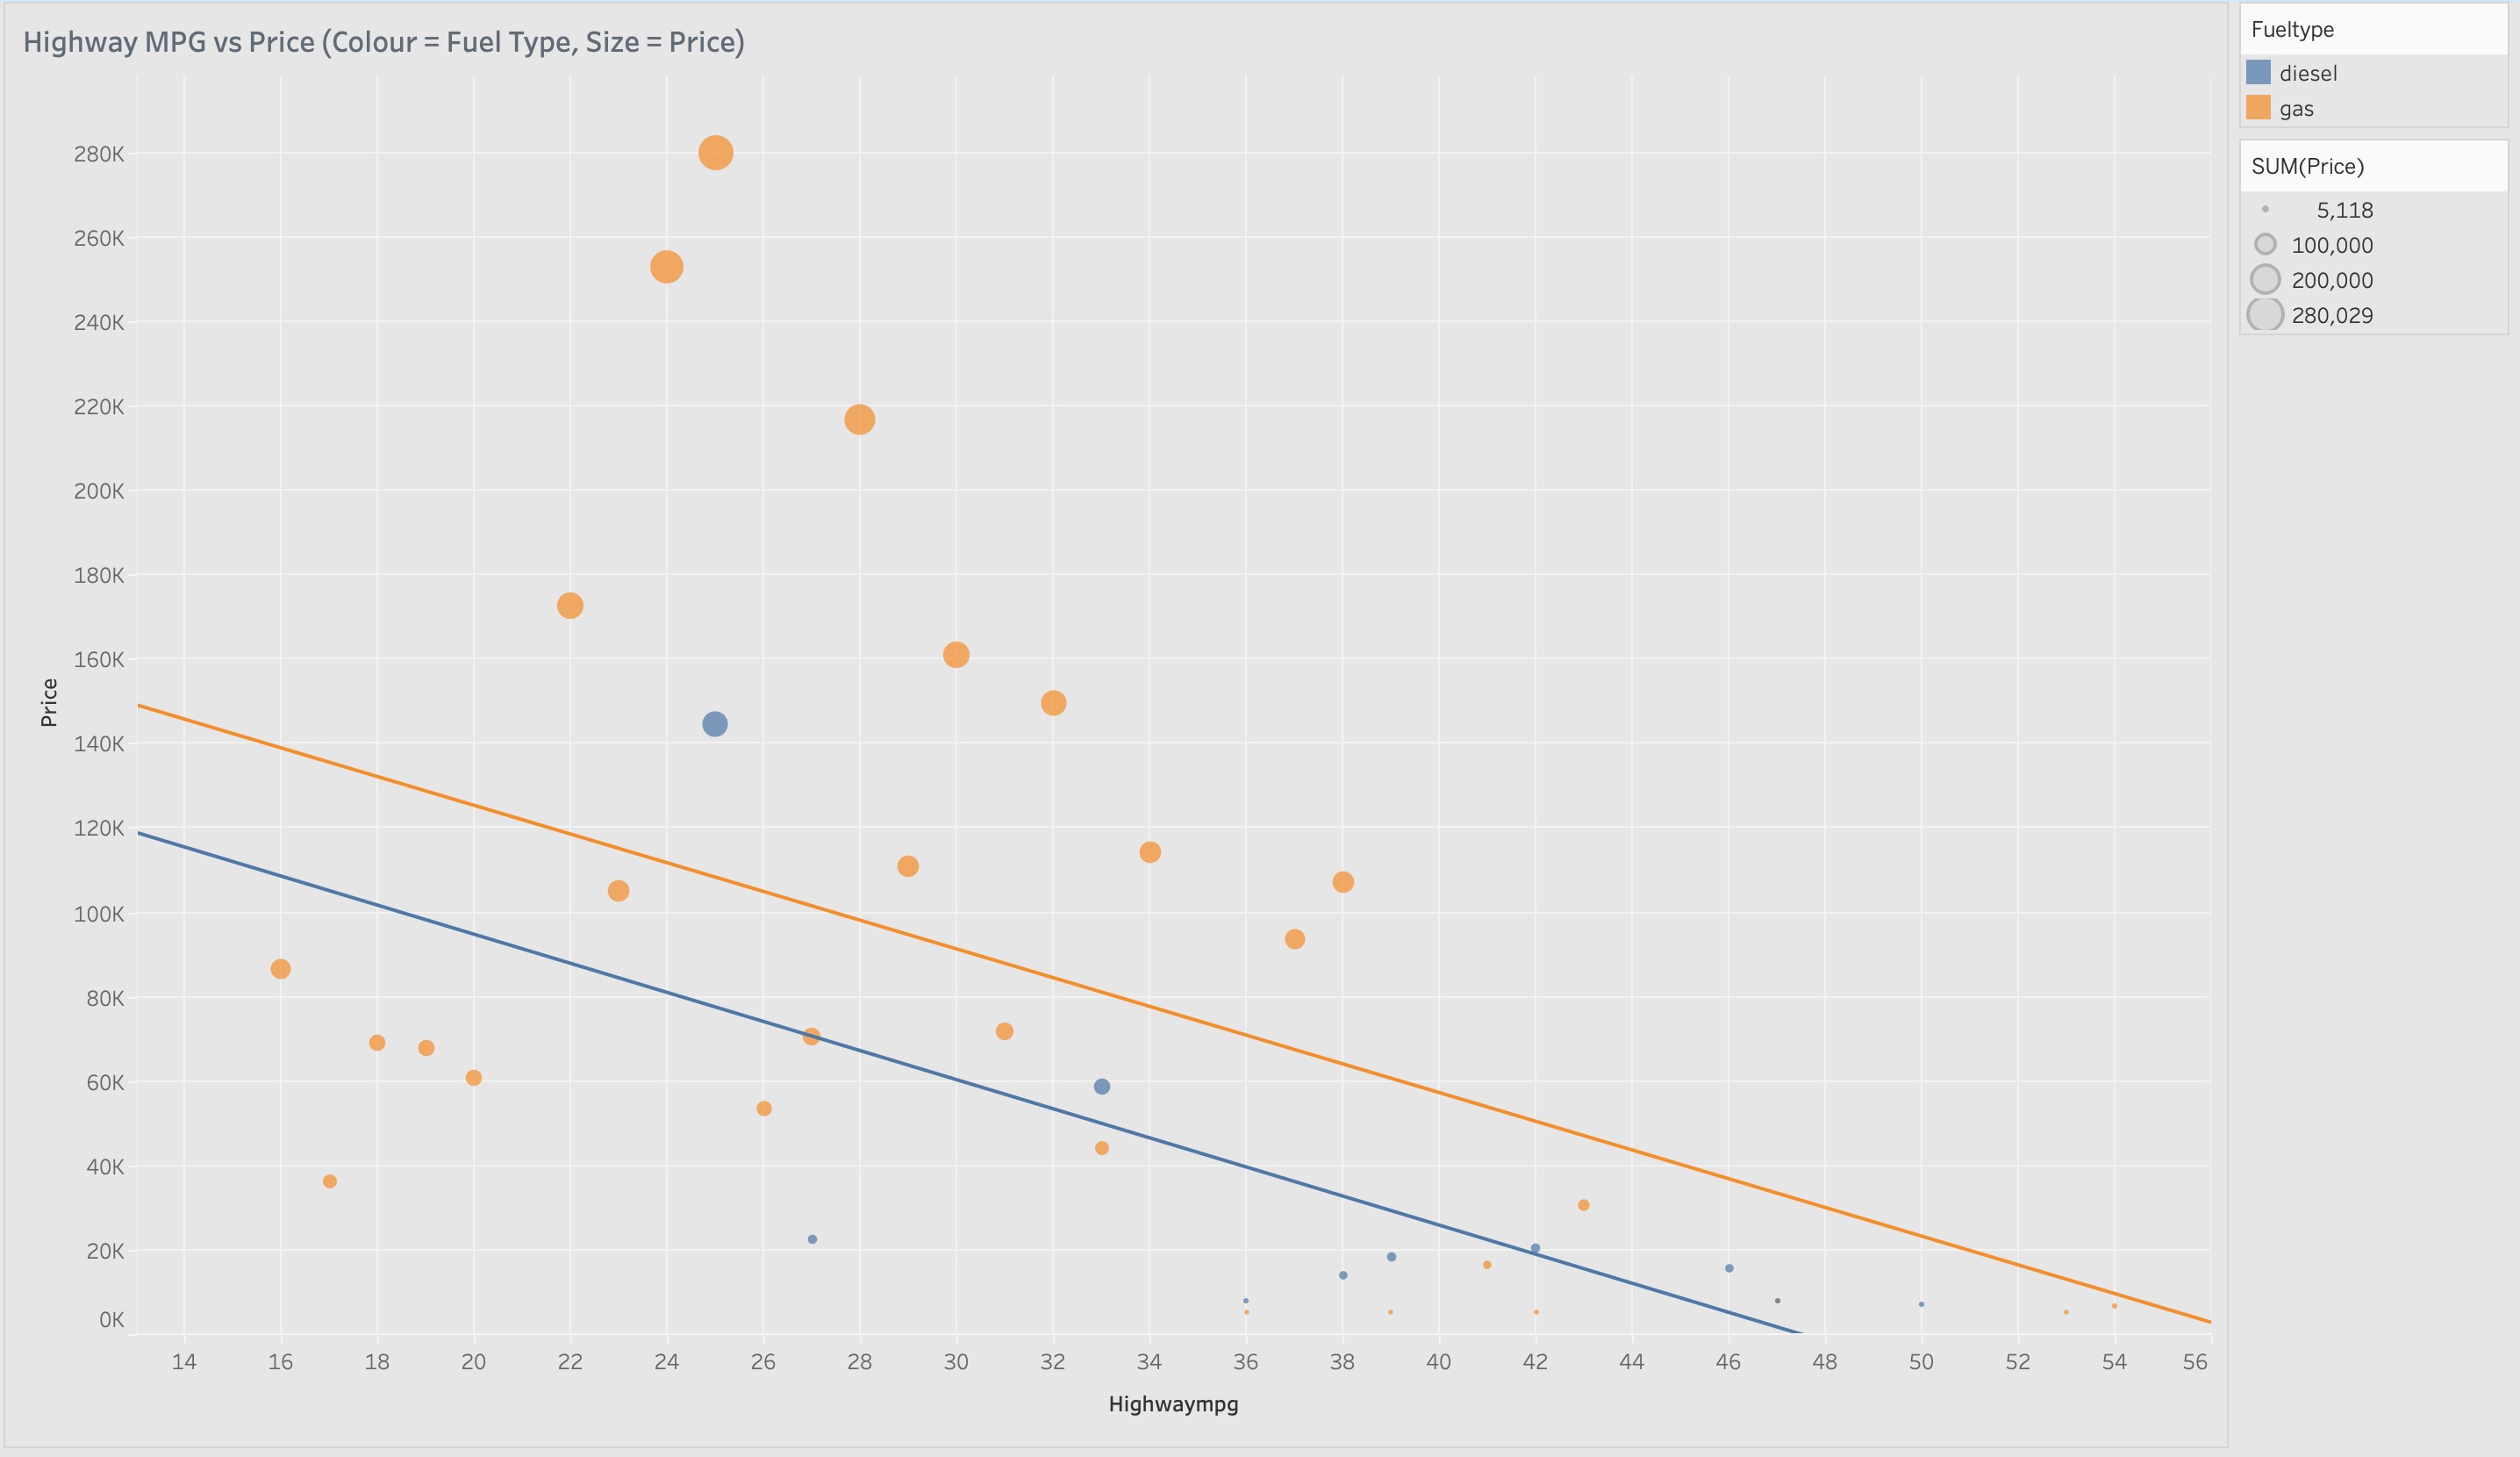 Highway MPG vs Price (Colour = Fuel Type, Size = Price)
280K
260K
240K
220K
200K
180K
160K
140K
120K
100K
80K
60K
40K
20K
0K
Price
14 16 18 20 22 24 26 28 30 32 34 36 38 40 42 44 46 48 50 52 54 56
Highwaympg
Fueltype
diesel
gas
SUM(Price)
5,118
100,000
200,000
280,029